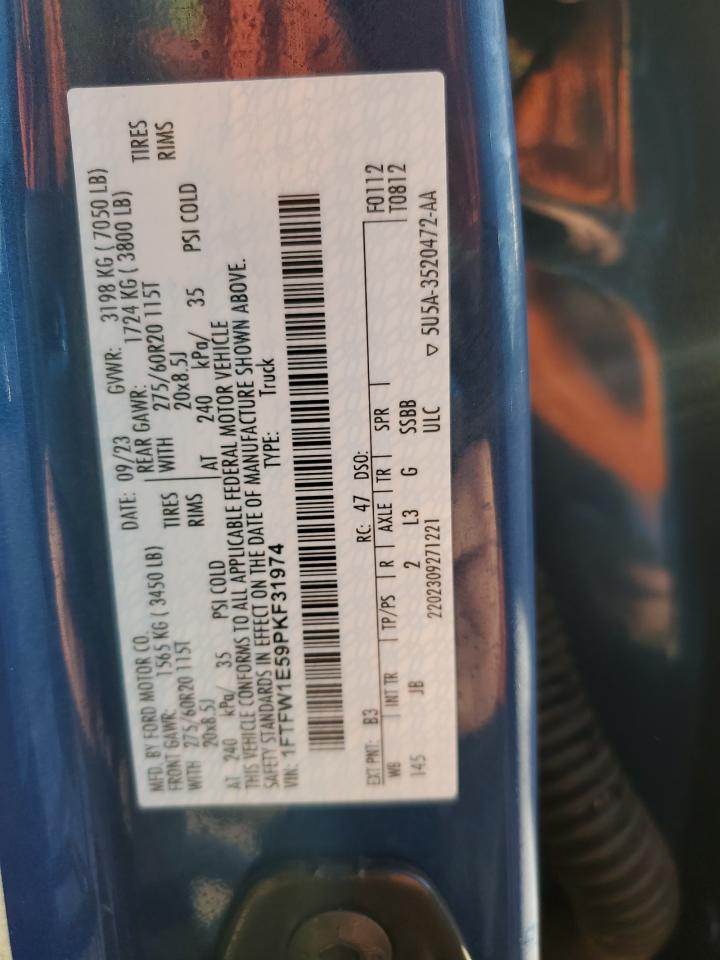 MFD. BY FORD MOTOR CO. DATE: 09/23 GVWR: 3198 KG ( 7050 LB)
FRONT GAWR: 1565 KG ( 3450 LB) REAR GAWR: 1724 KG ( 3800 LB)
WITH 275/60R20 115T TIRES WITH 275/60R20 115T TIRES
20x8.5J RIMS 20x8.5J RIMS
AT 240 kPa/ 35 PSI COLD AT 240 kPa/ 35 PSI COLD
THIS VEHICLE CONFORMS TO ALL APPLICABLE FEDERAL MOTOR VEHICLE
SAFETY STANDARDS IN EFFECT ON THE DATE OF MANUFACTURE SHOWN ABOVE.
VIN: 1FTFW1E59PKF31974 TYPE: Truck
EXT PNT: B3 RC: 47 DSO:
WB INT TR TP/PS R AXLE TR SPR F0112
145 JB 2 L3 G SSBB T0812
2202309271221 ULC ▽ 5U5A-3520472-AA